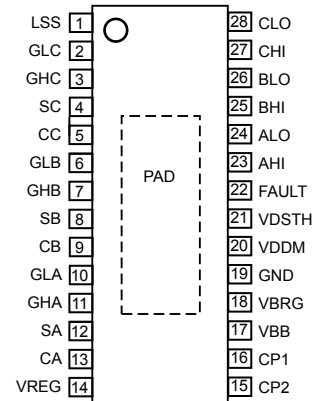 LSS 1 28 CLO
GLC 2 27 CHI
GHC 3 26 BLO
SC 4 25 BHI
CC 5 24 ALO
GLB 6 23 AHI
GHB 7 22 FAULT
SB 8 21 VDSTH
CB 9 20 VDDM
GLA 10 19 GND
GHA 11 18 VBRG
SA 12 17 VBB
CA 13 16 CP1
VREG 14 15 CP2
PAD